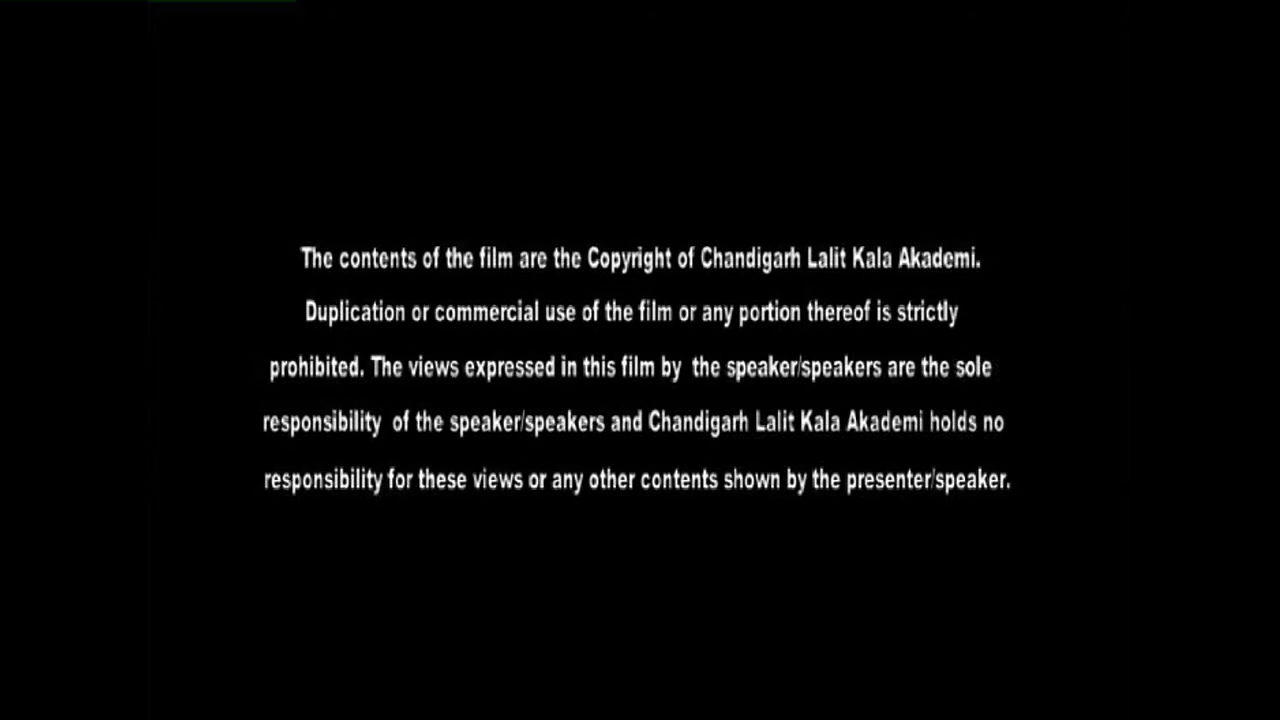 The contents of the film are the Copyright of Chandigarh Lalit Kala Akademi.
Duplication or commercial use of the film or any portion thereof is strictly
prohibited. The views expressed in this film by the speaker/speakers are the sole
responsibility of the speaker/speakers and Chandigarh Lalit Kala Akademi holds no
responsibility for these views or any other contents shown by the presenter/speaker.